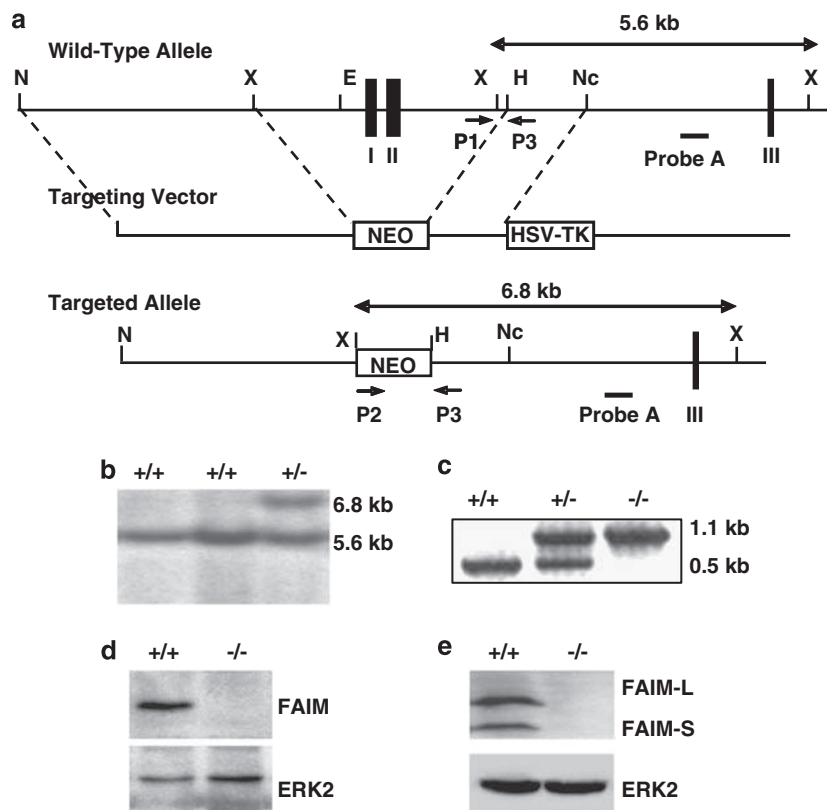 a
5.6 kb
Wild-Type Allele
N X E X H Nc X
P1 P3
I II Probe A III
Targeting Vector
NEO HSV-TK
Targeted Allele
6.8 kb
N X H Nc X
NEO
P2 P3 Probe A III
b +/+ +/+ +/-
6.8 kb
5.6 kb
c +/+ +/- -/-
1.1 kb
0.5 kb
d +/+ -/-
FAIM
ERK2
e +/+ -/-
FAIM-L
FAIM-S
ERK2